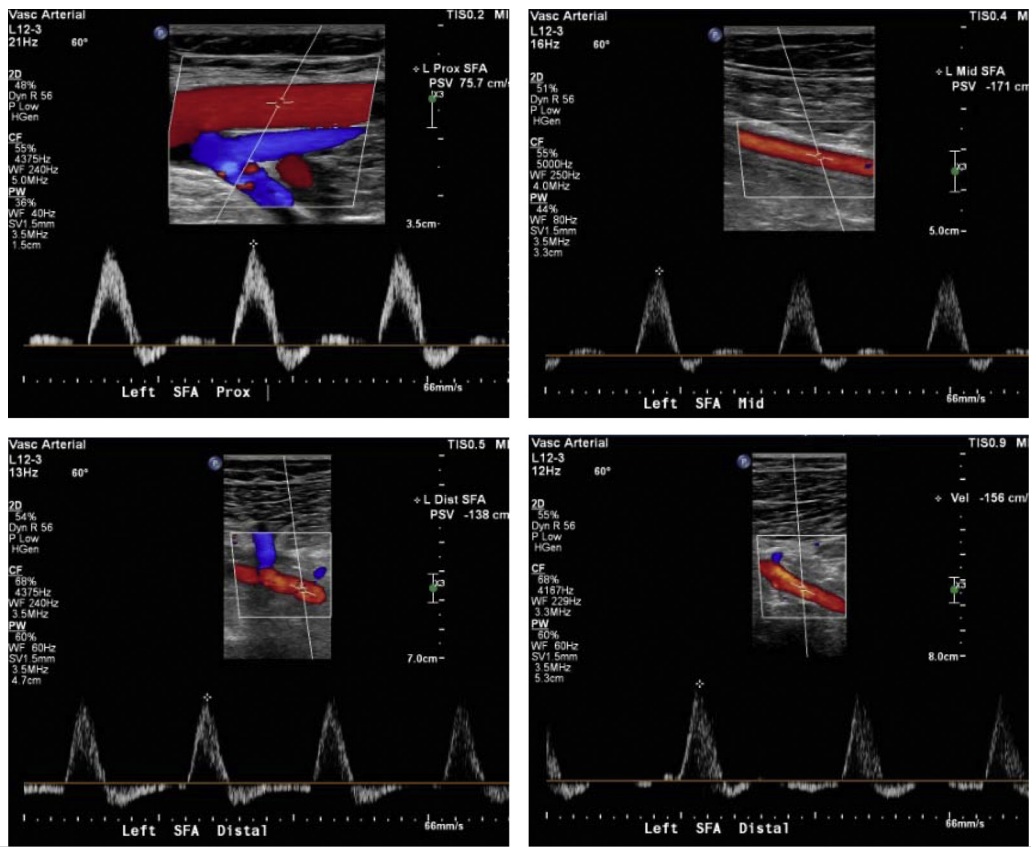 Vasc Arterial TIS0.2 MI
L12-3
21Hz 60°
2D
48%
Dyn R 56
P Low
HGen
CF
55%
4375Hz
WF 240Hz
5.0MHz
PW
36%
WF 40Hz
SV1.5mm
3.5MHz
1.5cm
L Prox SFA
PSV 75.7 cm/s
x3
3.5cm
66mm/s
Left SFA Prox
Vasc Arterial TIS0.4 MI
L12-3
16Hz 60°
2D
51%
Dyn R 56
P Low
HGen
CF
55%
5000Hz
WF 250Hz
4.0MHz
PW
44%
WF 80Hz
SV1.5mm
3.5MHz
3.3cm
L Mid SFA
PSV -171 cm
x3
5.0cm
66mm/s
Left SFA Mid
Vasc Arterial TIS0.5 MI
L12-3
13Hz 60°
2D
54%
Dyn R 56
P Low
HGen
CF
68%
4375Hz
WF 240Hz
3.5MHz
PW
60%
WF 60Hz
SV1.5mm
3.5MHz
4.7cm
L Dist SFA
PSV -138 cm
x3
7.0cm
66mm/s
Left SFA Distal
Vasc Arterial TIS0.9 MI
L12-3
12Hz 60°
2D
55%
Dyn R 56
P Low
HGen
CF
68%
4167Hz
WF 229Hz
3.3MHz
PW
60%
WF 60Hz
SV1.5mm
3.5MHz
5.3cm
Vel -156 cm/
x3
8.0cm
66mm/s
Left SFA Distal